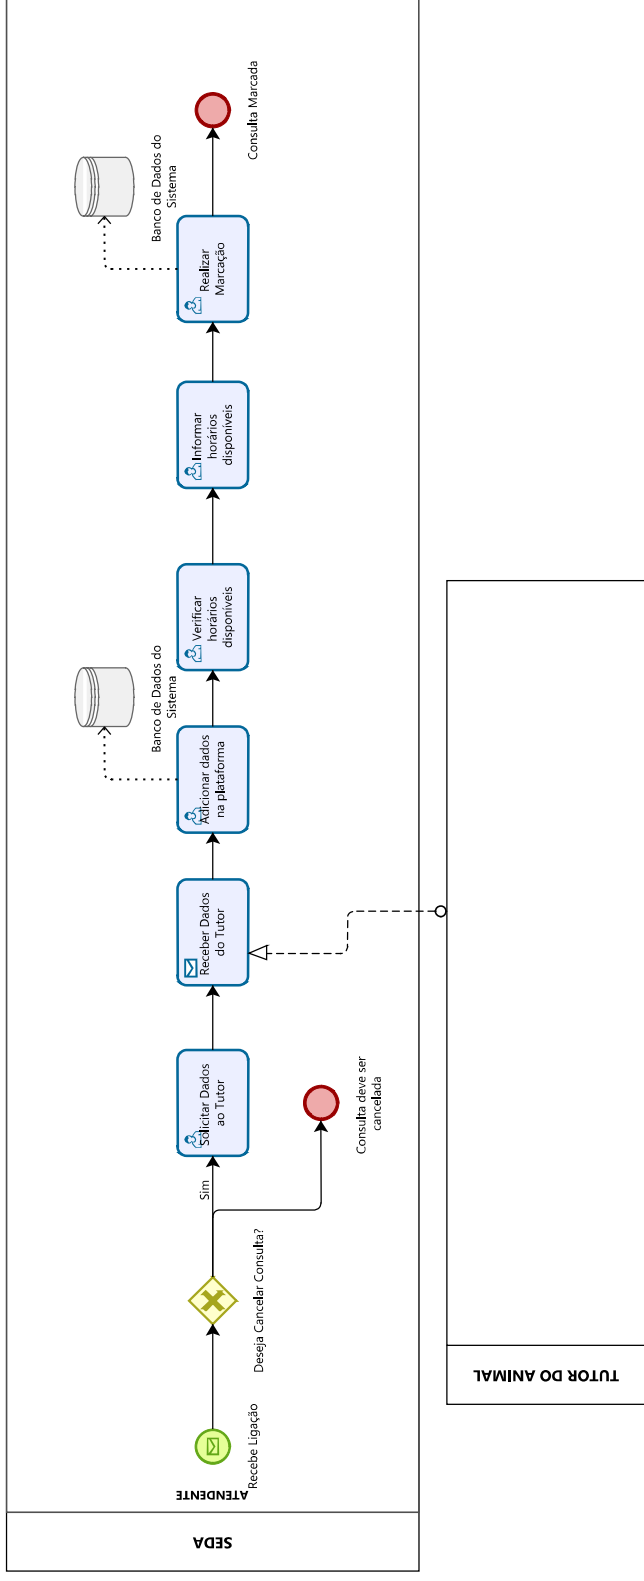 SEDA
ATENDENTE
Recebe Ligação
Deseja Cancelar Consulta?
Sim
Solicitar Dados
ao Tutor
Consulta deve ser
cancelada
Receber Dados
do Tutor
Adicionar dados
na plataforma
Banco de Dados do
Sistema
Verificar
horários
disponíveis
Informar
horários
disponíveis
Realizar
Marcação
Banco de Dados do
Sistema
Consulta Marcada
TUTOR DO ANIMAL